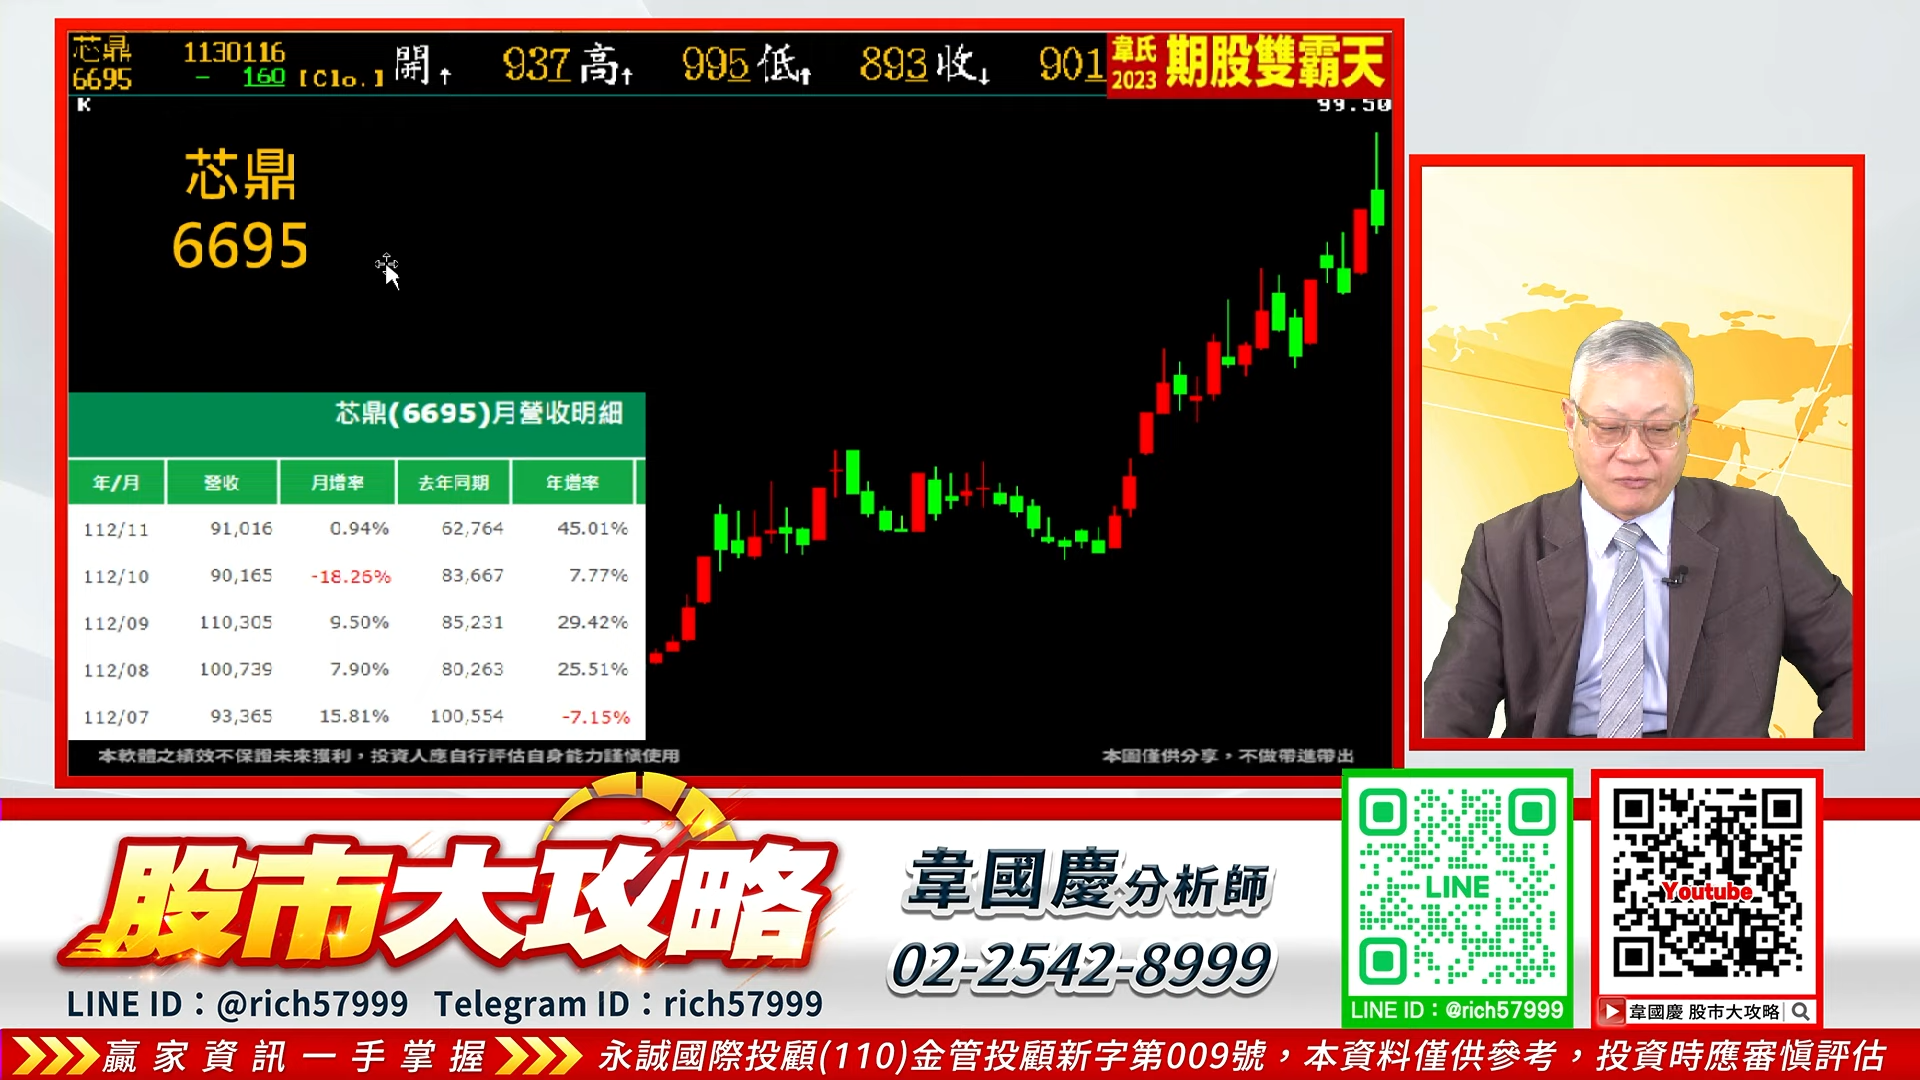 芯鼎 1130116 開↑ 937 高↑ 995 低↑ 893 收↓ 901
6695 - 160 [Clo.]
韋氏 2023 期股雙霸天
K 99.50
芯鼎
6695
芯鼎(6695)月營收明細
年/月 營收 月增率 去年同期 年增率
112/11 91,016 0.94% 62,764 45.01%
112/10 90,165 -18.26% 83,667 7.77%
112/09 110,305 9.50% 85,231 29.42%
112/08 100,739 7.90% 80,263 25.51%
112/07 93,365 15.81% 100,554 -7.15%
本軟體之績效不保證未來獲利，投資人應自行評估自身能力謹慎使用
本圖僅供分享，不做帶進帶出
股市大攻略
LINE ID：@rich57999 Telegram ID：rich57999
韋國慶分析師
02-2542-8999
LINE
LINE ID：@rich57999
Youtube
韋國慶 股市大攻略
贏家資訊一手掌握 永誠國際投顧(110)金管投顧新字第009號，本資料僅供參考，投資時應審慎評估